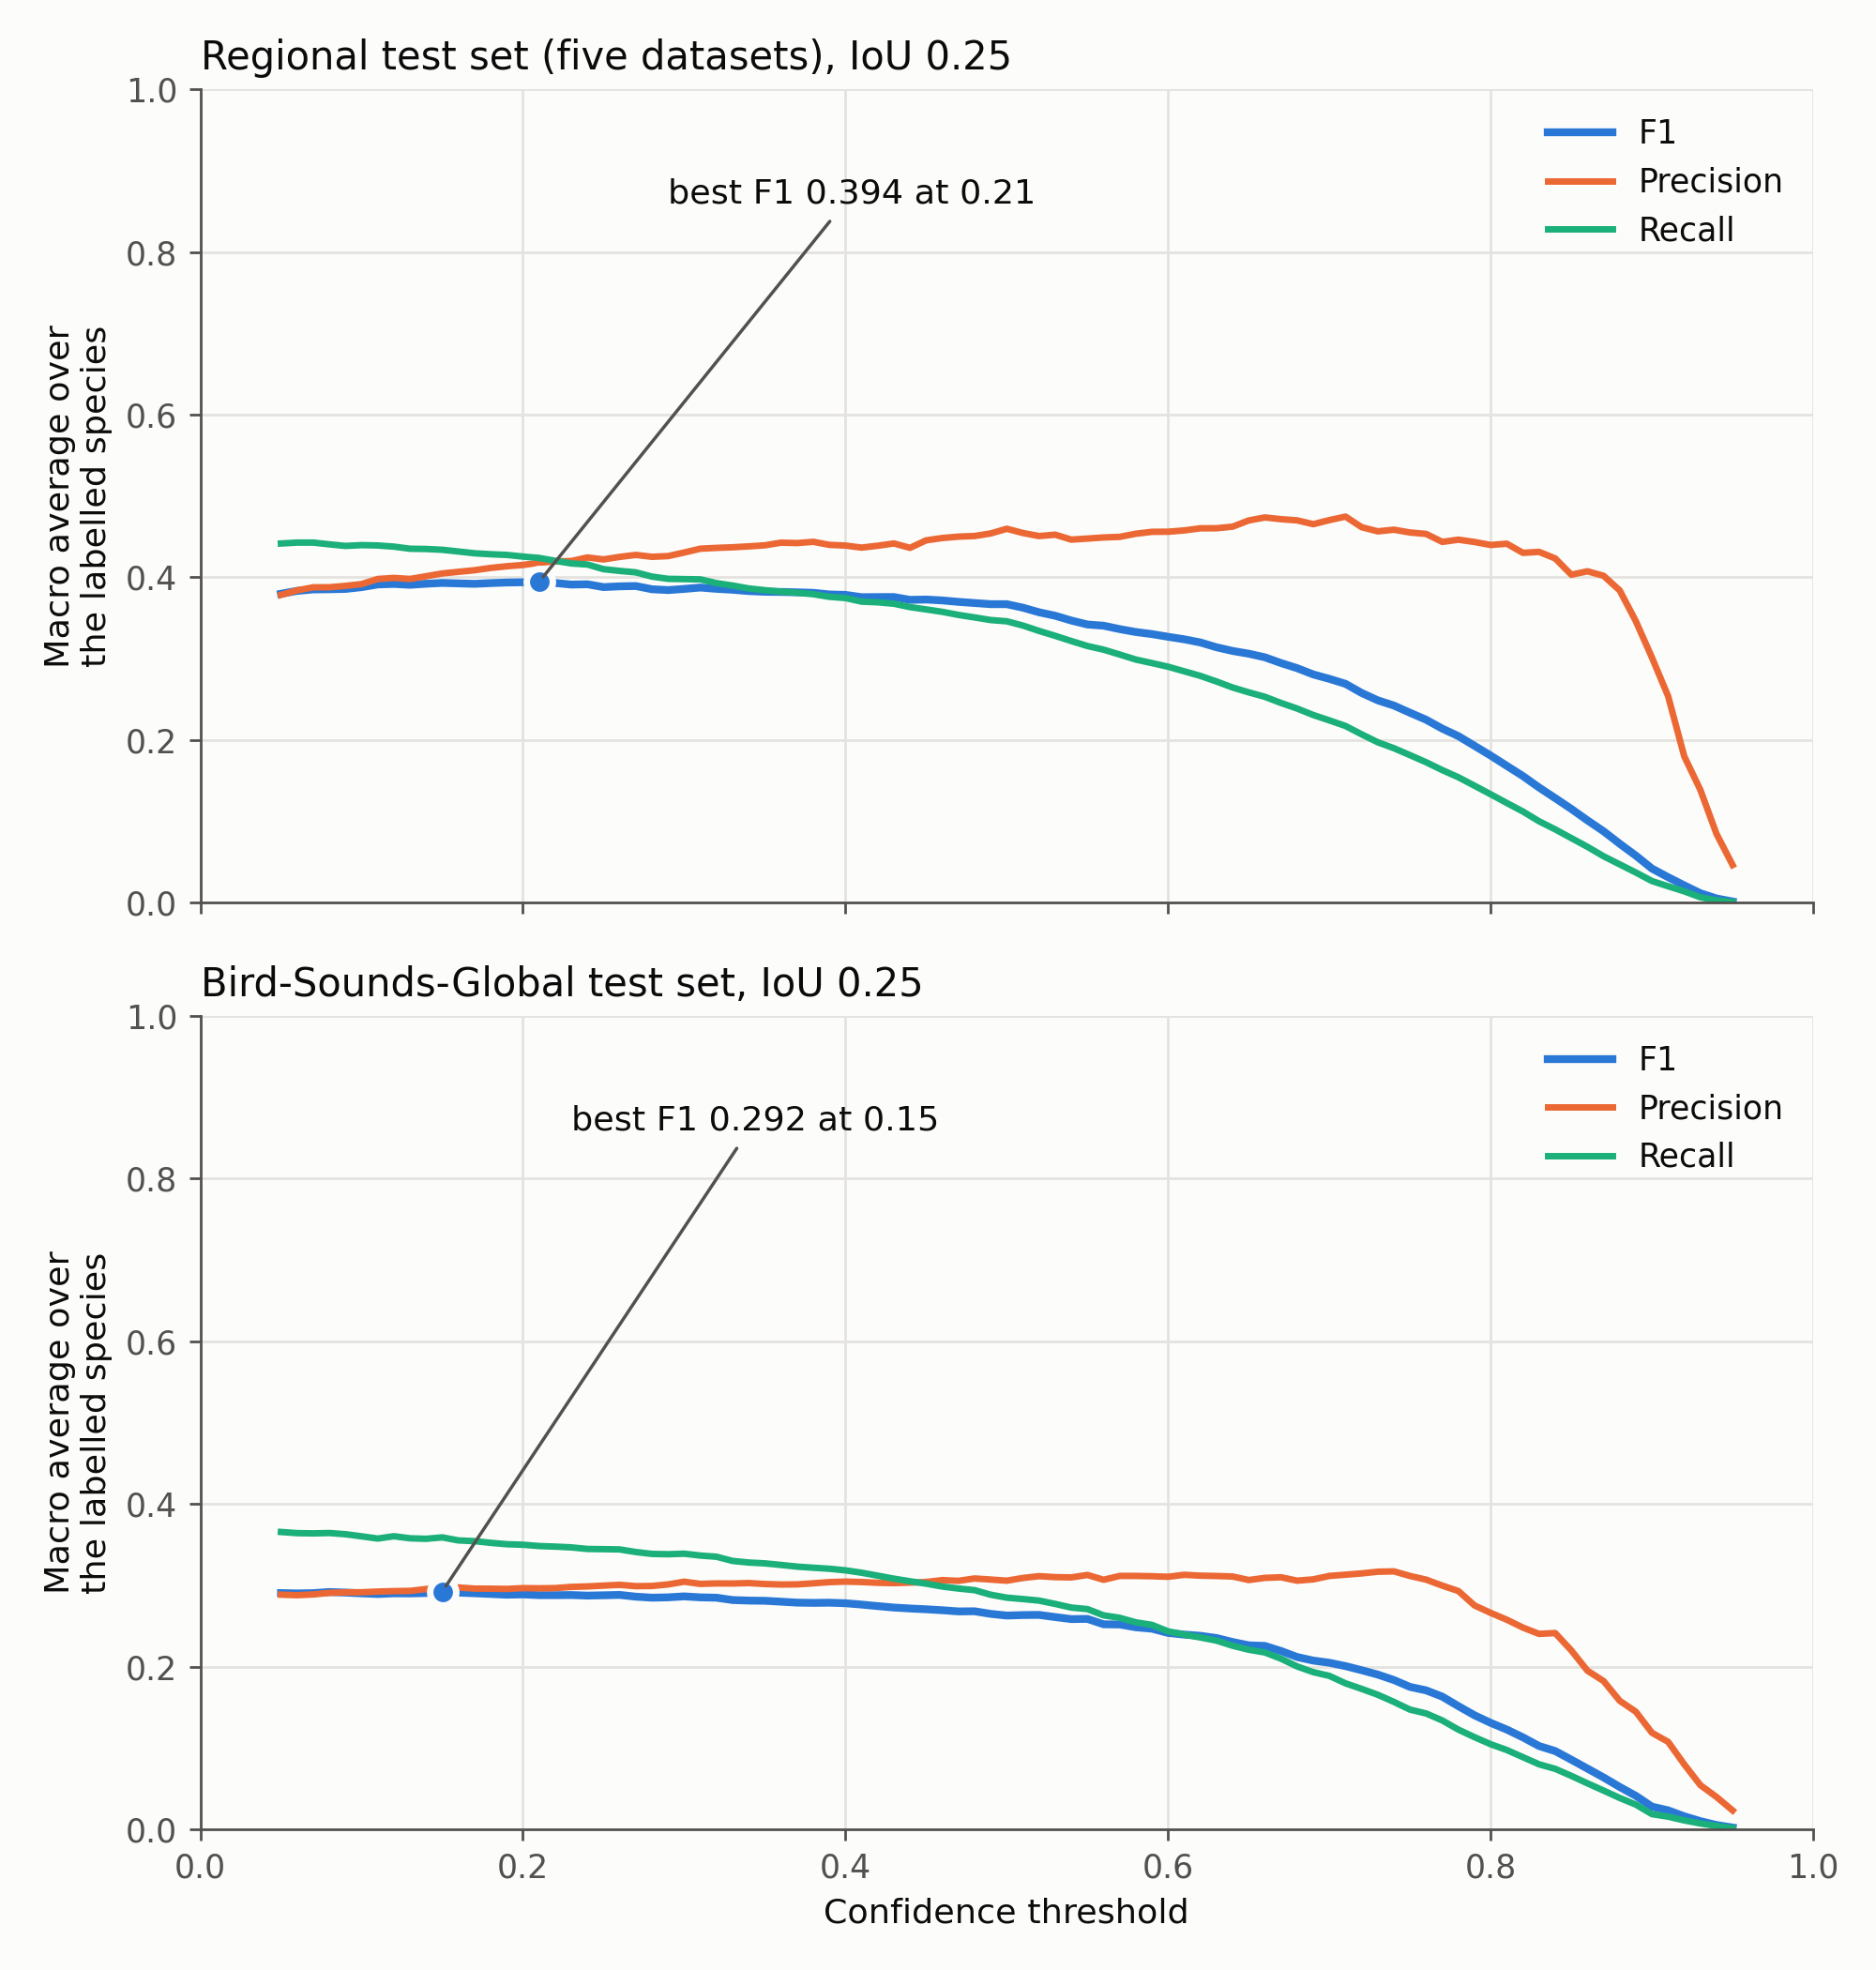 Regional test set (five datasets), IoU 0.25
1.0
0.8
0.6
0.4
0.2
0.0
Macro average over
the labelled species
best F1 0.394 at 0.21
F1
Precision
Recall
Bird-Sounds-Global test set, IoU 0.25
1.0
0.8
0.6
0.4
0.2
0.0
Macro average over
the labelled species
best F1 0.292 at 0.15
F1
Precision
Recall
0.0 0.2 0.4 0.6 0.8 1.0
Confidence threshold